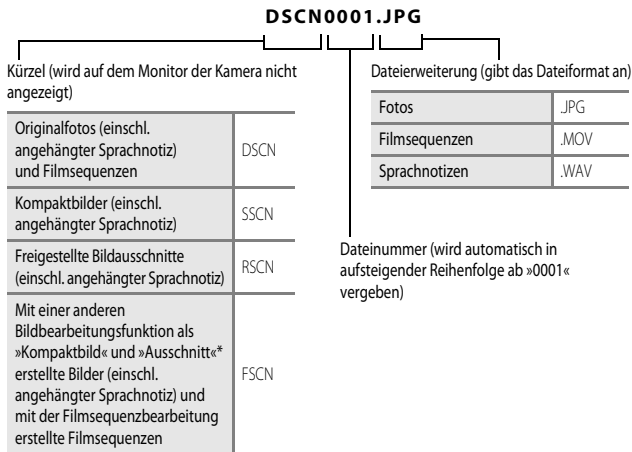 DSCN0001.JPG
Kürzel (wird auf dem Monitor der Kamera nicht
angezeigt)
Originalfotos (einschl.
angehängter Sprachnotiz)
und Filmsequenzen
DSCN
Kompaktbilder (einschl.
angehängter Sprachnotiz)
SSCN
Freigestellte Bildausschnitte
(einschl. angehängter Sprachnotiz)
RSCN
Mit einer anderen
Bildbearbeitungsfunktion als
»Kompaktbild« und »Ausschnitt«*
erstellte Bilder (einschl.
angehängter Sprachnotiz) und
mit der Filmsequenzbearbeitung
erstellte Filmsequenzen
FSCN
Dateierweiterung (gibt das Dateiformat an)
Fotos .JPG
Filmsequenzen .MOV
Sprachnotizen .WAV
Dateinummer (wird automatisch in
aufsteigender Reihenfolge ab »0001«
vergeben)